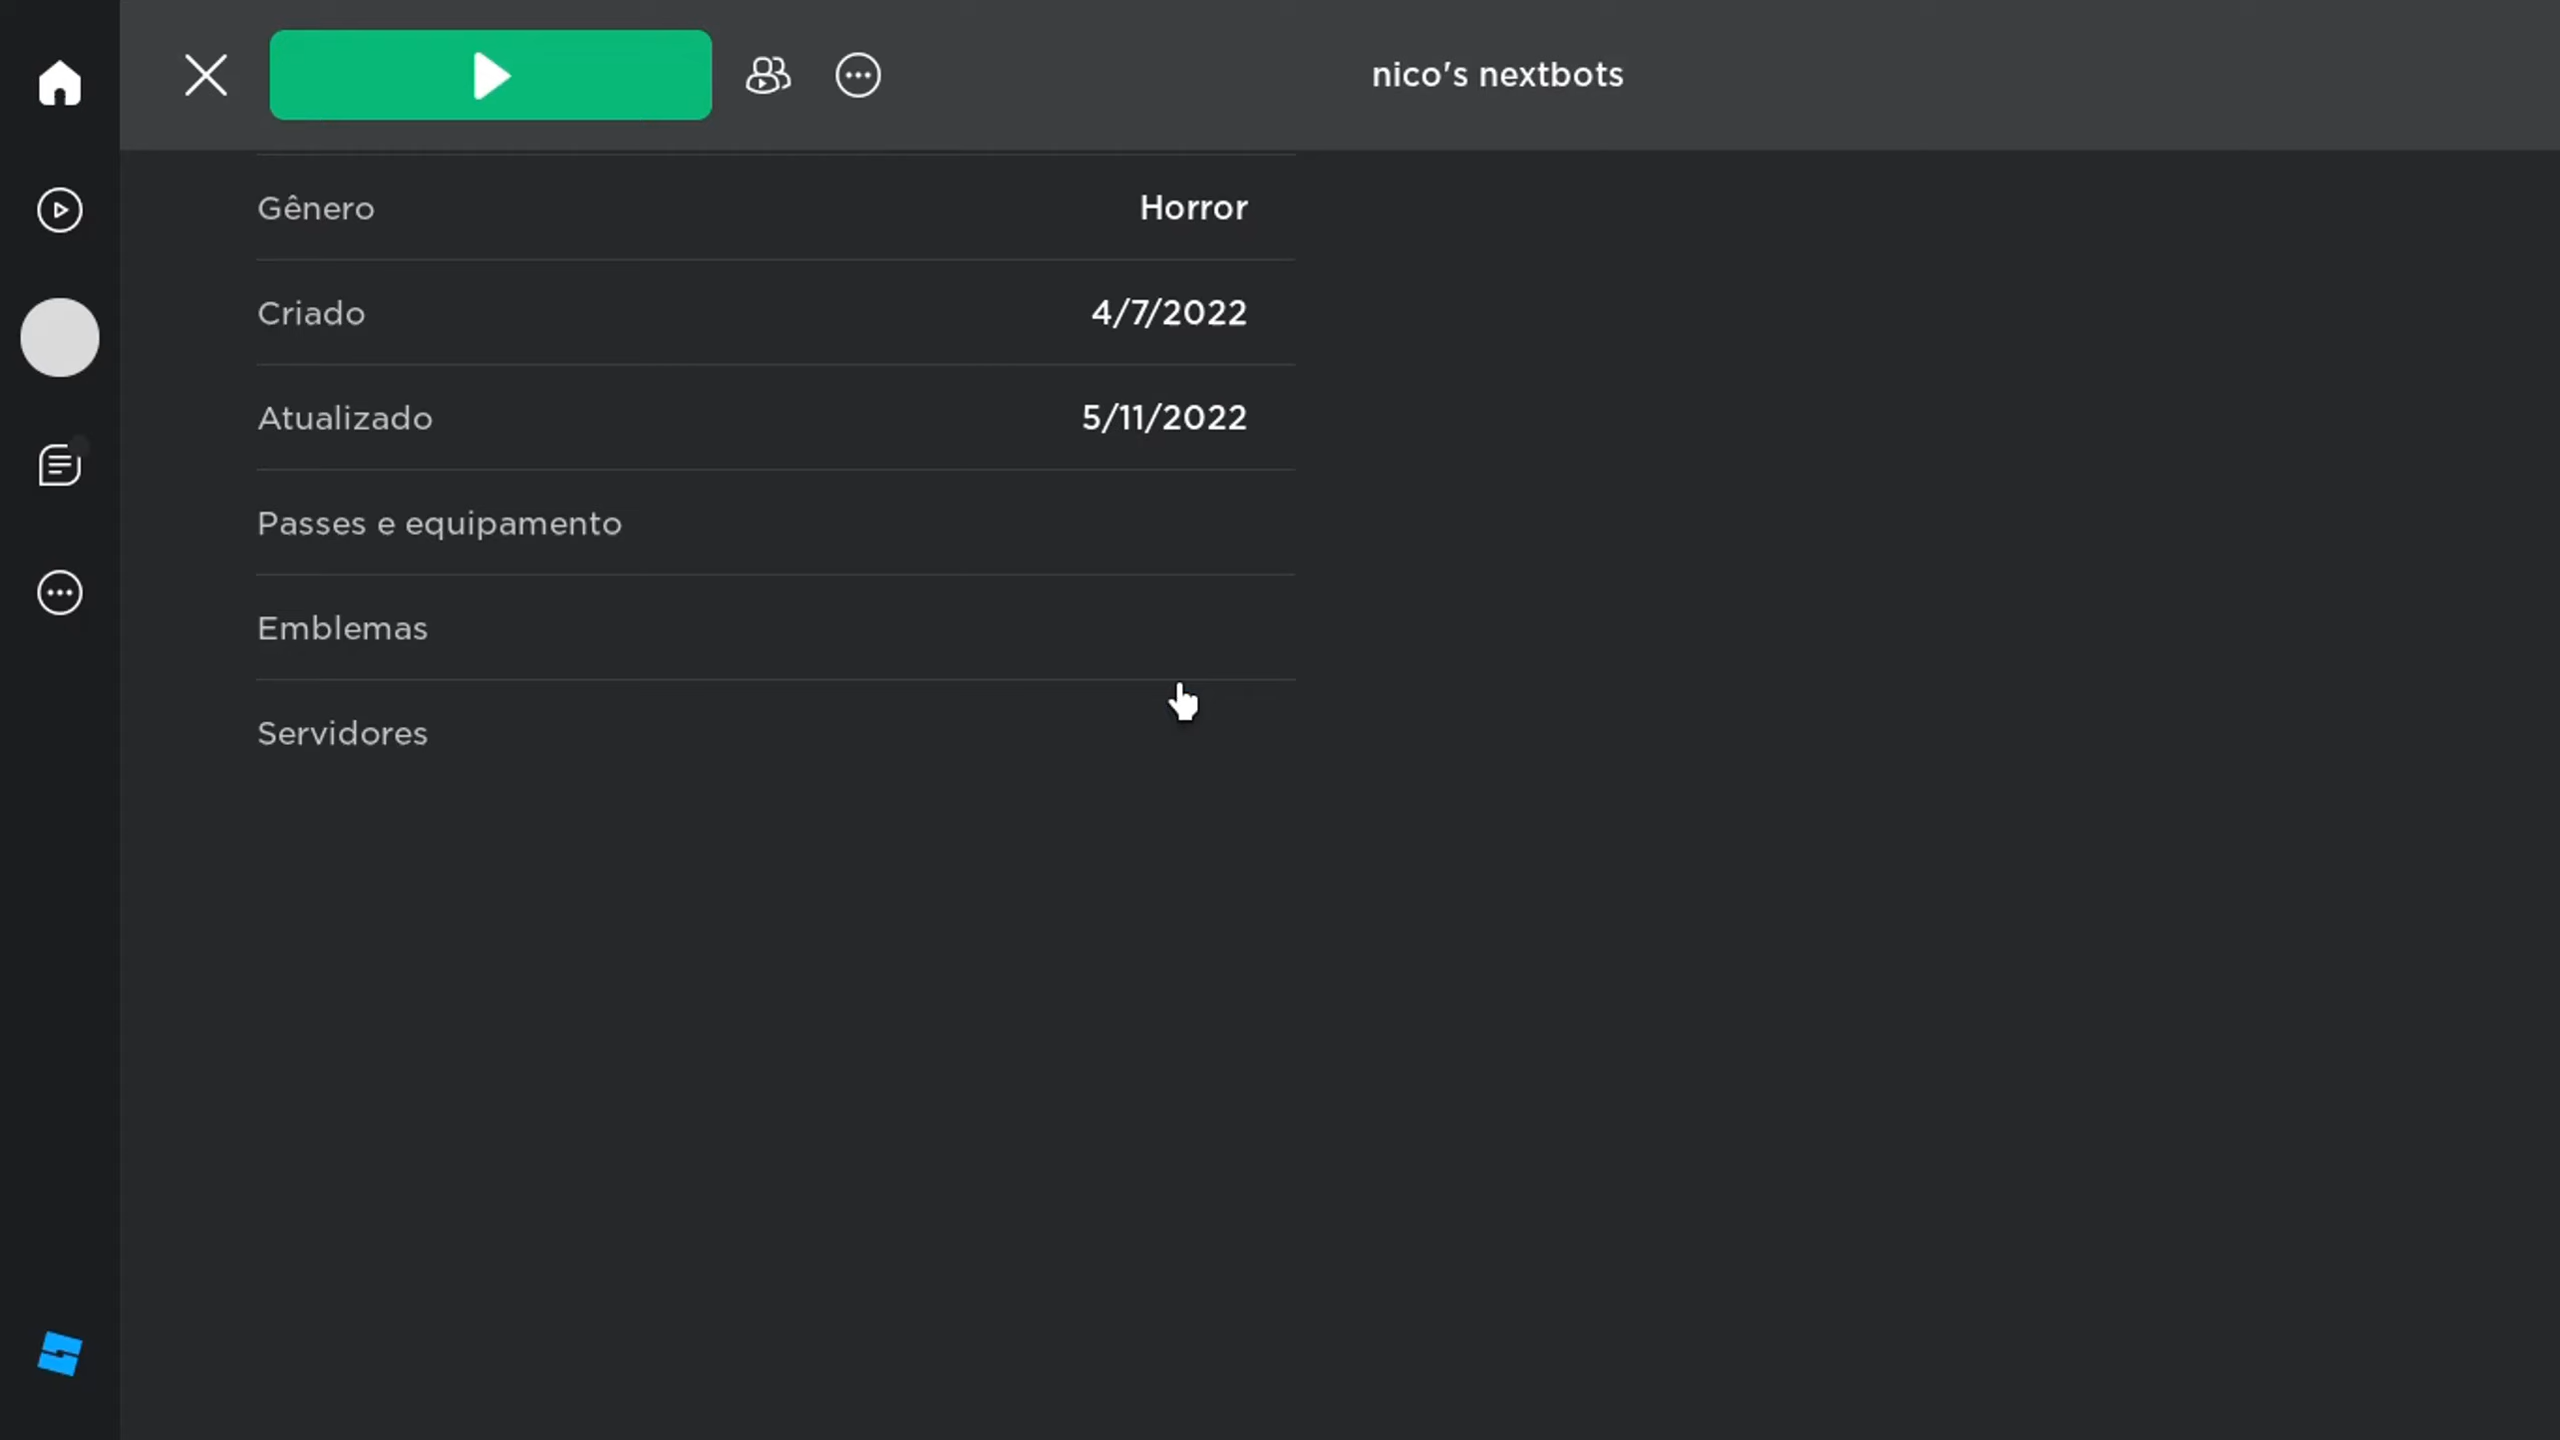 nico's nextbots
Gênero Horror
Criado 4/7/2022
Atualizado 5/11/2022
Passes e equipamento
Emblemas
Servidores